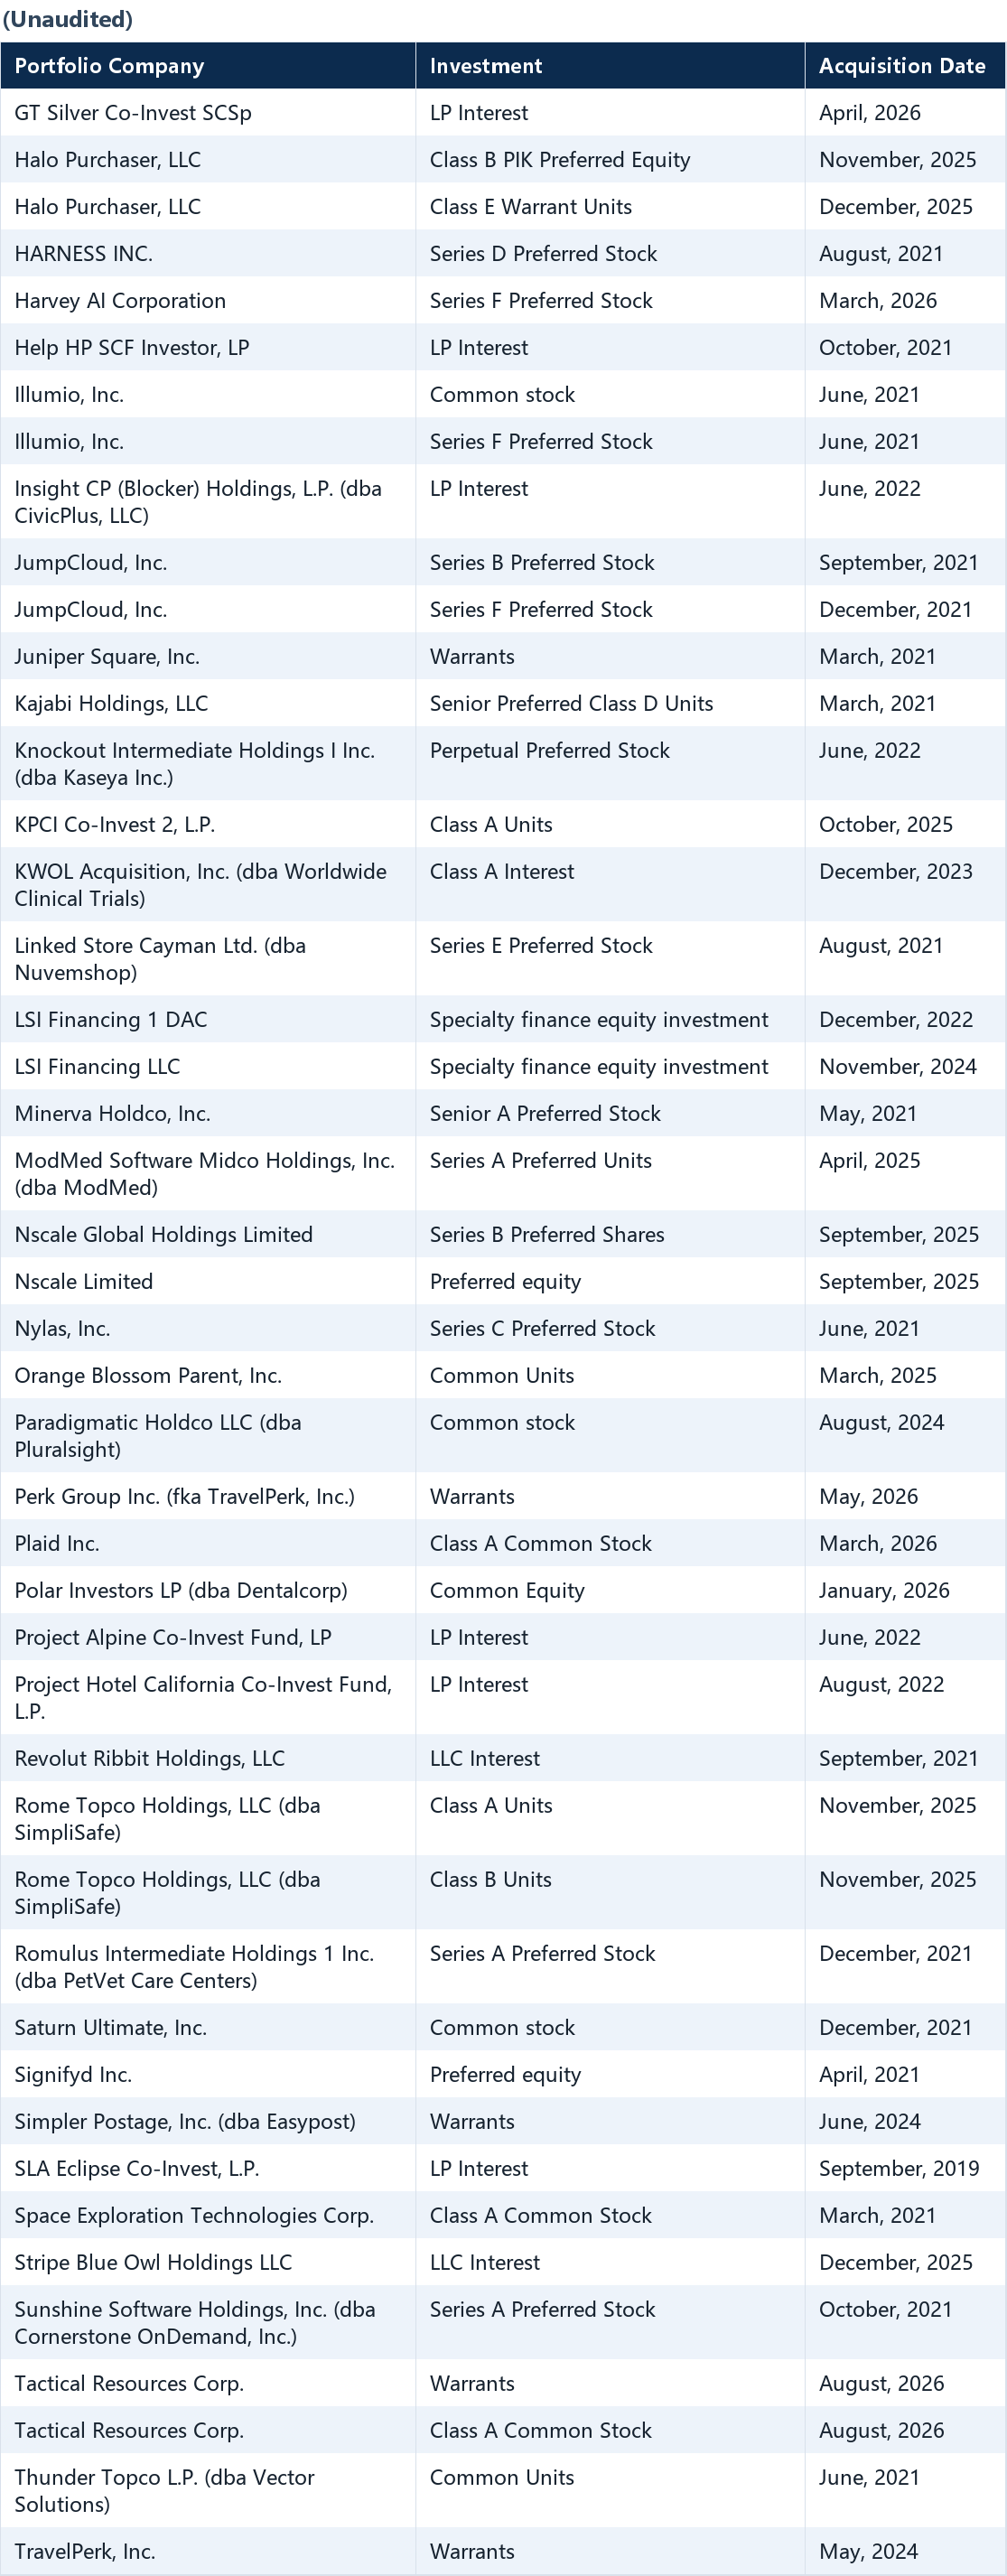 (Unaudited)
Portfolio Company Investment Acquisition Date
GT Silver Co-Invest SCSp LP Interest April, 2026
Halo Purchaser, LLC Class B PIK Preferred Equity November, 2025
Halo Purchaser, LLC Class E Warrant Units December, 2025
HARNESS INC. Series D Preferred Stock August, 2021
Harvey AI Corporation Series F Preferred Stock March, 2026
Help HP SCF Investor, LP LP Interest October, 2021
Illumio, Inc. Common stock June, 2021
Illumio, Inc. Series F Preferred Stock June, 2021
Insight CP (Blocker) Holdings, L.P. (dba LP Interest June, 2022
CivicPlus, LLC)
JumpCloud, Inc. Series B Preferred Stock September, 2021
JumpCloud, Inc. Series F Preferred Stock December, 2021
Juniper Square, Inc. Warrants March, 2021
Kajabi Holdings, LLC Senior Preferred Class D Units March, 2021
Knockout Intermediate Holdings I Inc. Perpetual Preferred Stock June, 2022
(dba Kaseya Inc.)
KPCI Co-Invest 2, L.P. Class A Units October, 2025
KWOL Acquisition, Inc. (dba Worldwide Class A Interest December, 2023
Clinical Trials)
Linked Store Cayman Ltd. (dba Series E Preferred Stock August, 2021
Nuvemshop)
LSI Financing 1 DAC Specialty finance equity investment December, 2022
LSI Financing LLC Specialty finance equity investment November, 2024
Minerva Holdco, Inc. Senior A Preferred Stock May, 2021
ModMed Software Midco Holdings, Inc. Series A Preferred Units April, 2025
(dba ModMed)
Nscale Global Holdings Limited Series B Preferred Shares September, 2025
Nscale Limited Preferred equity September, 2025
Nylas, Inc. Series C Preferred Stock June, 2021
Orange Blossom Parent, Inc. Common Units March, 2025
Paradigmatic Holdco LLC (dba Common stock August, 2024
Pluralsight)
Perk Group Inc. (fka TravelPerk, Inc.) Warrants May, 2026
Plaid Inc. Class A Common Stock March, 2026
Polar Investors LP (dba Dentalcorp) Common Equity January, 2026
Project Alpine Co-Invest Fund, LP LP Interest June, 2022
Project Hotel California Co-Invest Fund, LP Interest August, 2022
L.P.
Revolut Ribbit Holdings, LLC LLC Interest September, 2021
Rome Topco Holdings, LLC (dba Class A Units November, 2025
SimpliSafe)
Rome Topco Holdings, LLC (dba Class B Units November, 2025
SimpliSafe)
Romulus Intermediate Holdings 1 Inc. Series A Preferred Stock December, 2021
(dba PetVet Care Centers)
Saturn Ultimate, Inc. Common stock December, 2021
Signifyd Inc. Preferred equity April, 2021
Simpler Postage, Inc. (dba Easypost) Warrants June, 2024
SLA Eclipse Co-Invest, L.P. LP Interest September, 2019
Space Exploration Technologies Corp. Class A Common Stock March, 2021
Stripe Blue Owl Holdings LLC LLC Interest December, 2025
Sunshine Software Holdings, Inc. (dba Series A Preferred Stock October, 2021
Cornerstone OnDemand, Inc.)
Tactical Resources Corp. Warrants August, 2026
Tactical Resources Corp. Class A Common Stock August, 2026
Thunder Topco L.P. (dba Vector Common Units June, 2021
Solutions)
TravelPerk, Inc. Warrants May, 2024